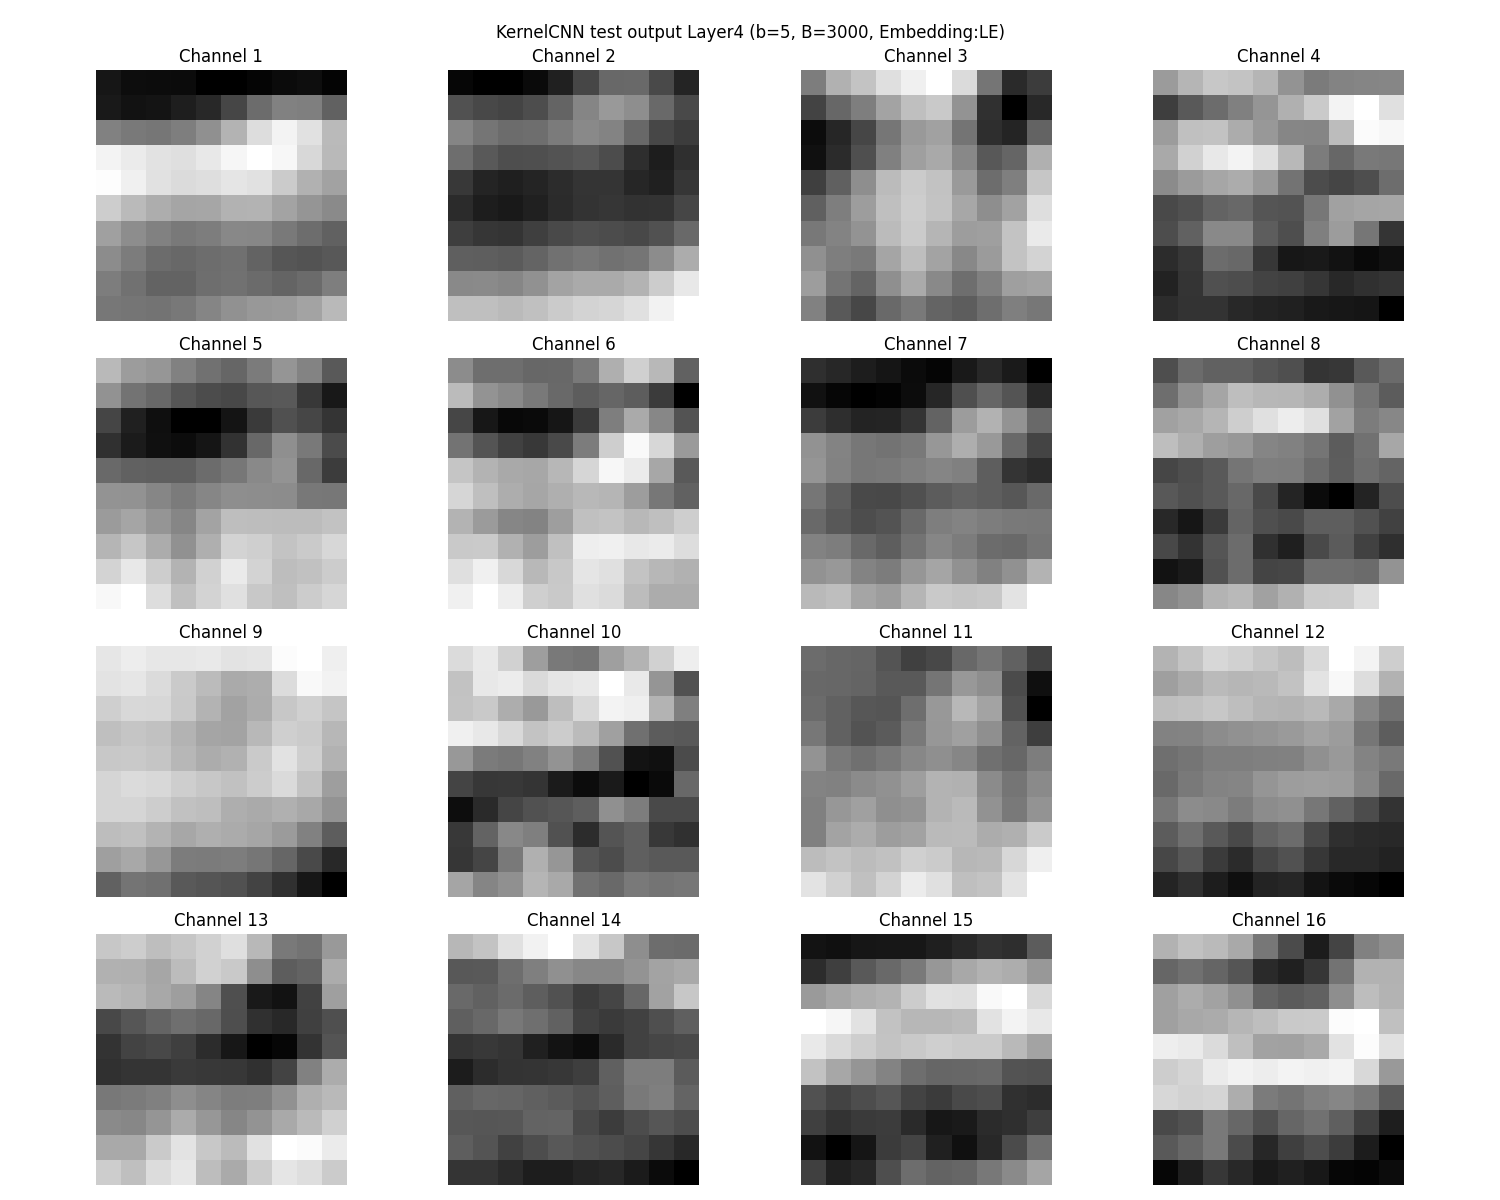 KernelCNN test output Layer4 (b=5, B=3000, Embedding:LE)
Channel 1
Channel 2
Channel 3
Channel 4
Channel 5
Channel 6
Channel 7
Channel 8
Channel 9
Channel 10
Channel 11
Channel 12
Channel 13
Channel 14
Channel 15
Channel 16